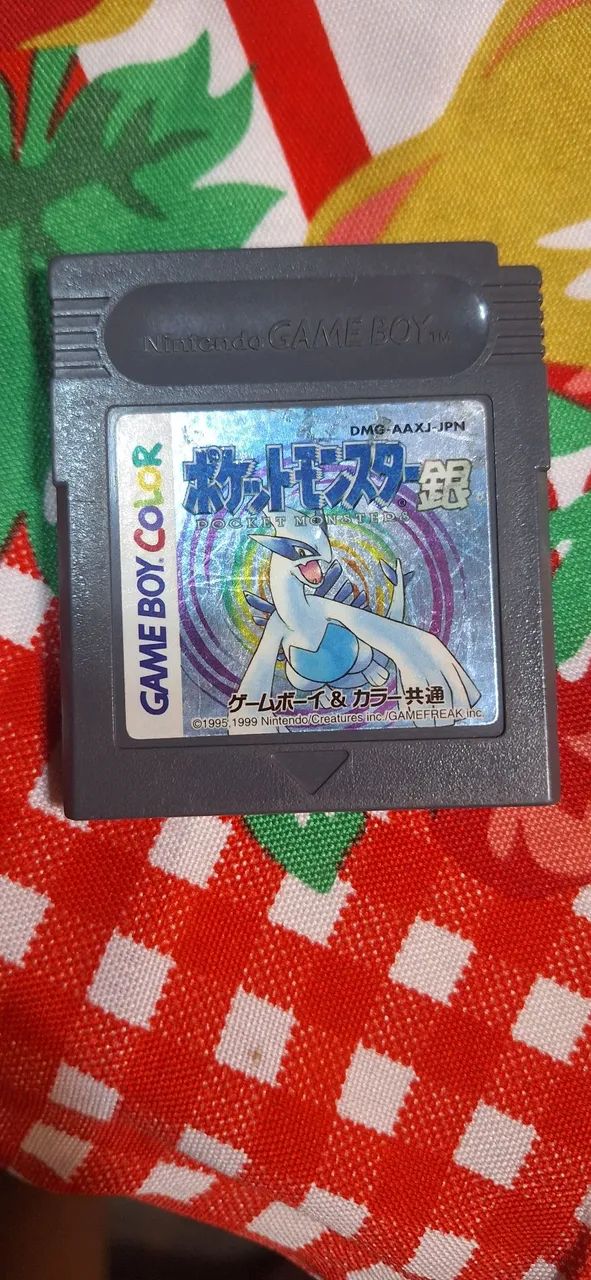 Nintendo GAME BOY™
DMG-AAXJ-JPN
ポケットモンスター銀
POCKET MONSTERS
®
GAME BOY COLOR
ゲームボーイ & カラー共通
©1995,1999 Nintendo/Creatures inc./GAMEFREAK inc.